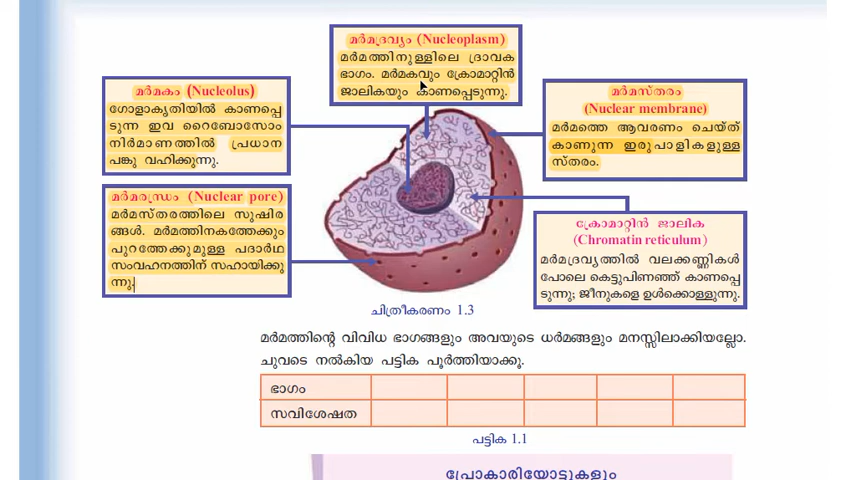 മർമദ്രവ്യം (Nucleoplasm)
മർമത്തിനുള്ളിലെ ദ്രാവക
ഭാഗം. മർമകവും ക്രോമാറ്റിൻ
ജാലികയും കാണപ്പെടുന്നു.
മർമകം (Nucleolus)
ഗോളാകൃതിയിൽ കാണപ്പെ
ടുന്ന ഇവ റൈബോസോം
നിർമാണത്തിൽ പ്രധാന
പങ്കു വഹിക്കുന്നു.
മർമസ്തരം
(Nuclear membrane)
മർമത്തെ ആവരണം ചെയ്ത്
കാണുന്ന ഇരുപാളികളുള്ള
സ്തരം.
മർമരന്ധ്രം (Nuclear pore)
മർമസ്തരത്തിലെ സുഷിര
ങ്ങൾ. മർമത്തിനകത്തേക്കും
പുറത്തേക്കുമുള്ള പദാർഥ
സംവഹനത്തിന് സഹായിക്കു
ന്നു.
ക്രോമാറ്റിൻ ജാലിക
(Chromatin reticulum)
മർമദ്രവ്യത്തിൽ വലക്കണ്ണികൾ
പോലെ കെട്ടുപിണഞ്ഞ് കാണപ്പെ
ടുന്നു; ജീനുകളെ ഉൾക്കൊള്ളുന്നു.
ചിത്രീകരണം 1.3
മർമത്തിന്റെ വിവിധ ഭാഗങ്ങളും അവയുടെ ധർമങ്ങളും മനസ്സിലാക്കിയല്ലോ.
ചുവടെ നൽകിയ പട്ടിക പൂർത്തിയാക്കൂ.
ഭാഗം
സവിശേഷത
പട്ടിക 1.1
പ്രോകാരിയോട്ടുകളും